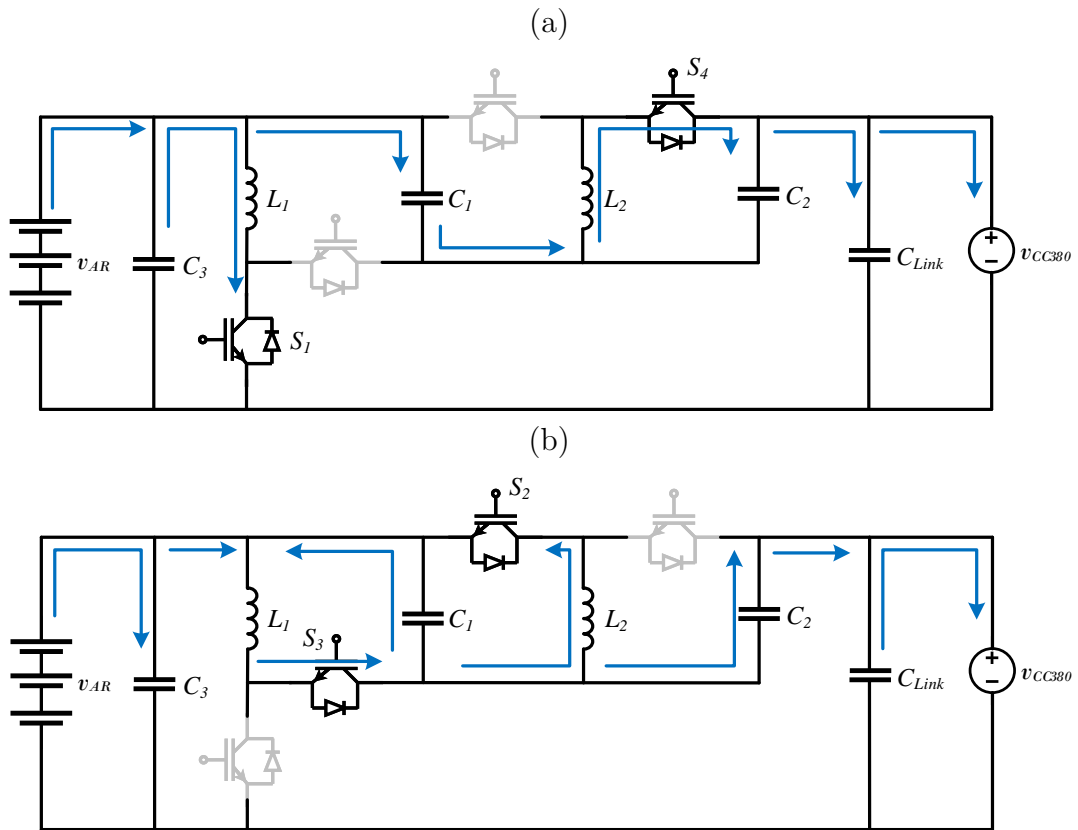 (a)
S4
L1
C1
L2
C2
vAR
C3
CLink
+
−
vCC380
S1
(b)
S2
L1
S3
C1
L2
C2
vAR
C3
CLink
+
−
vCC380